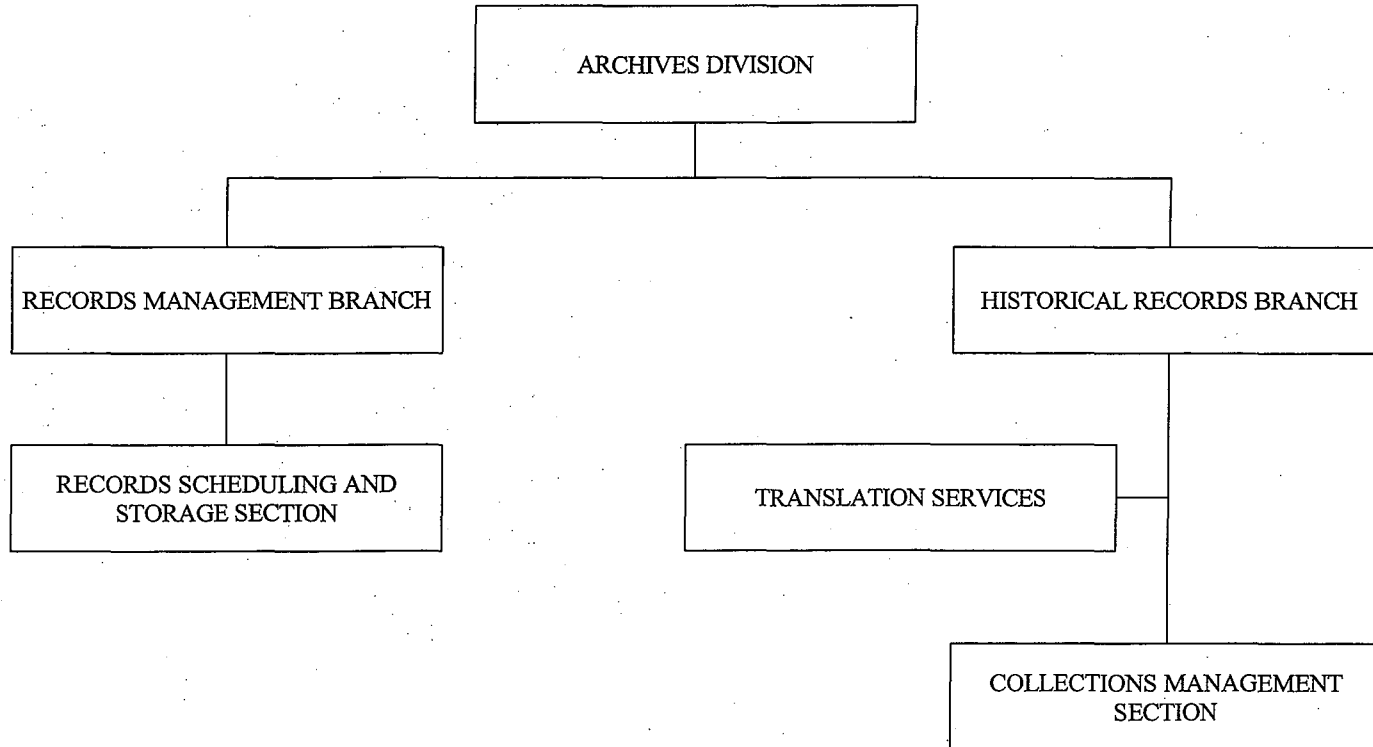 ARCHIVES DIVISION
RECORDS MANAGEMENT BRANCH
HISTORICAL RECORDS BRANCH
RECORDS SCHEDULING AND
STORAGE SECTION
TRANSLATION SERVICES
COLLECTIONS MANAGEMENT
SECTION